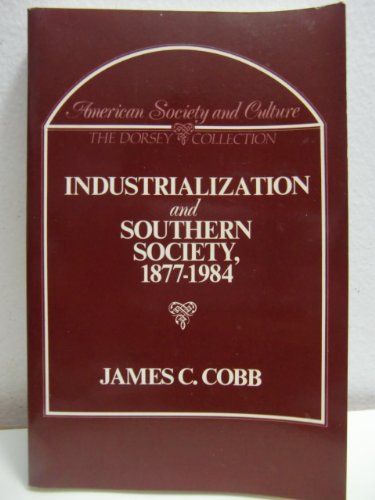 American Society and Culture
THE DORSEY COLLECTION
INDUSTRIALIZATION
and
SOUTHERN
SOCIETY,
1877-1984
JAMES C. COBB